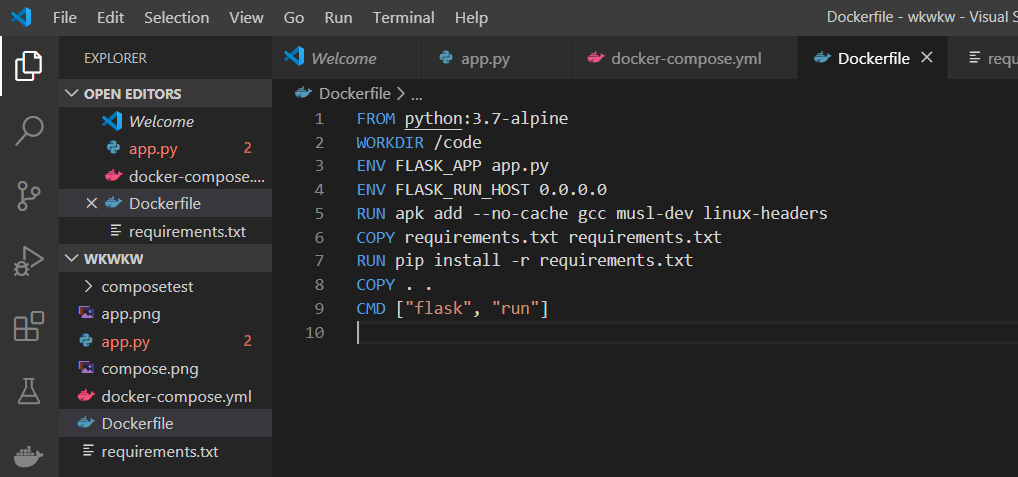 File Edit Selection View Go Run Terminal Help Dockerfile - wkwkw - Visual S
EXPLORER
OPEN EDITORS
Welcome
app.py 2
docker-compose....
Dockerfile
requirements.txt
WKWKW
composetest
app.png
app.py 2
compose.png
docker-compose.yml
Dockerfile
requirements.txt
Welcome app.py docker-compose.yml Dockerfile requ
Dockerfile > ...
1 FROM python:3.7-alpine
2 WORKDIR /code
3 ENV FLASK_APP app.py
4 ENV FLASK_RUN_HOST 0.0.0.0
5 RUN apk add --no-cache gcc musl-dev linux-headers
6 COPY requirements.txt requirements.txt
7 RUN pip install -r requirements.txt
8 COPY . .
9 CMD ["flask", "run"]
10